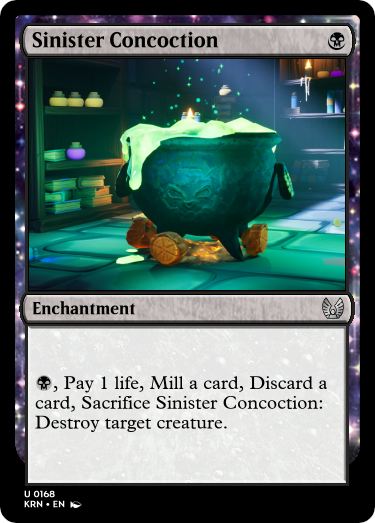 Sinister Concoction
Enchantment
, Pay 1 life, Mill a card, Discard a
card, Sacrifice Sinister Concoction:
Destroy target creature.
U 0168
KRN • EN